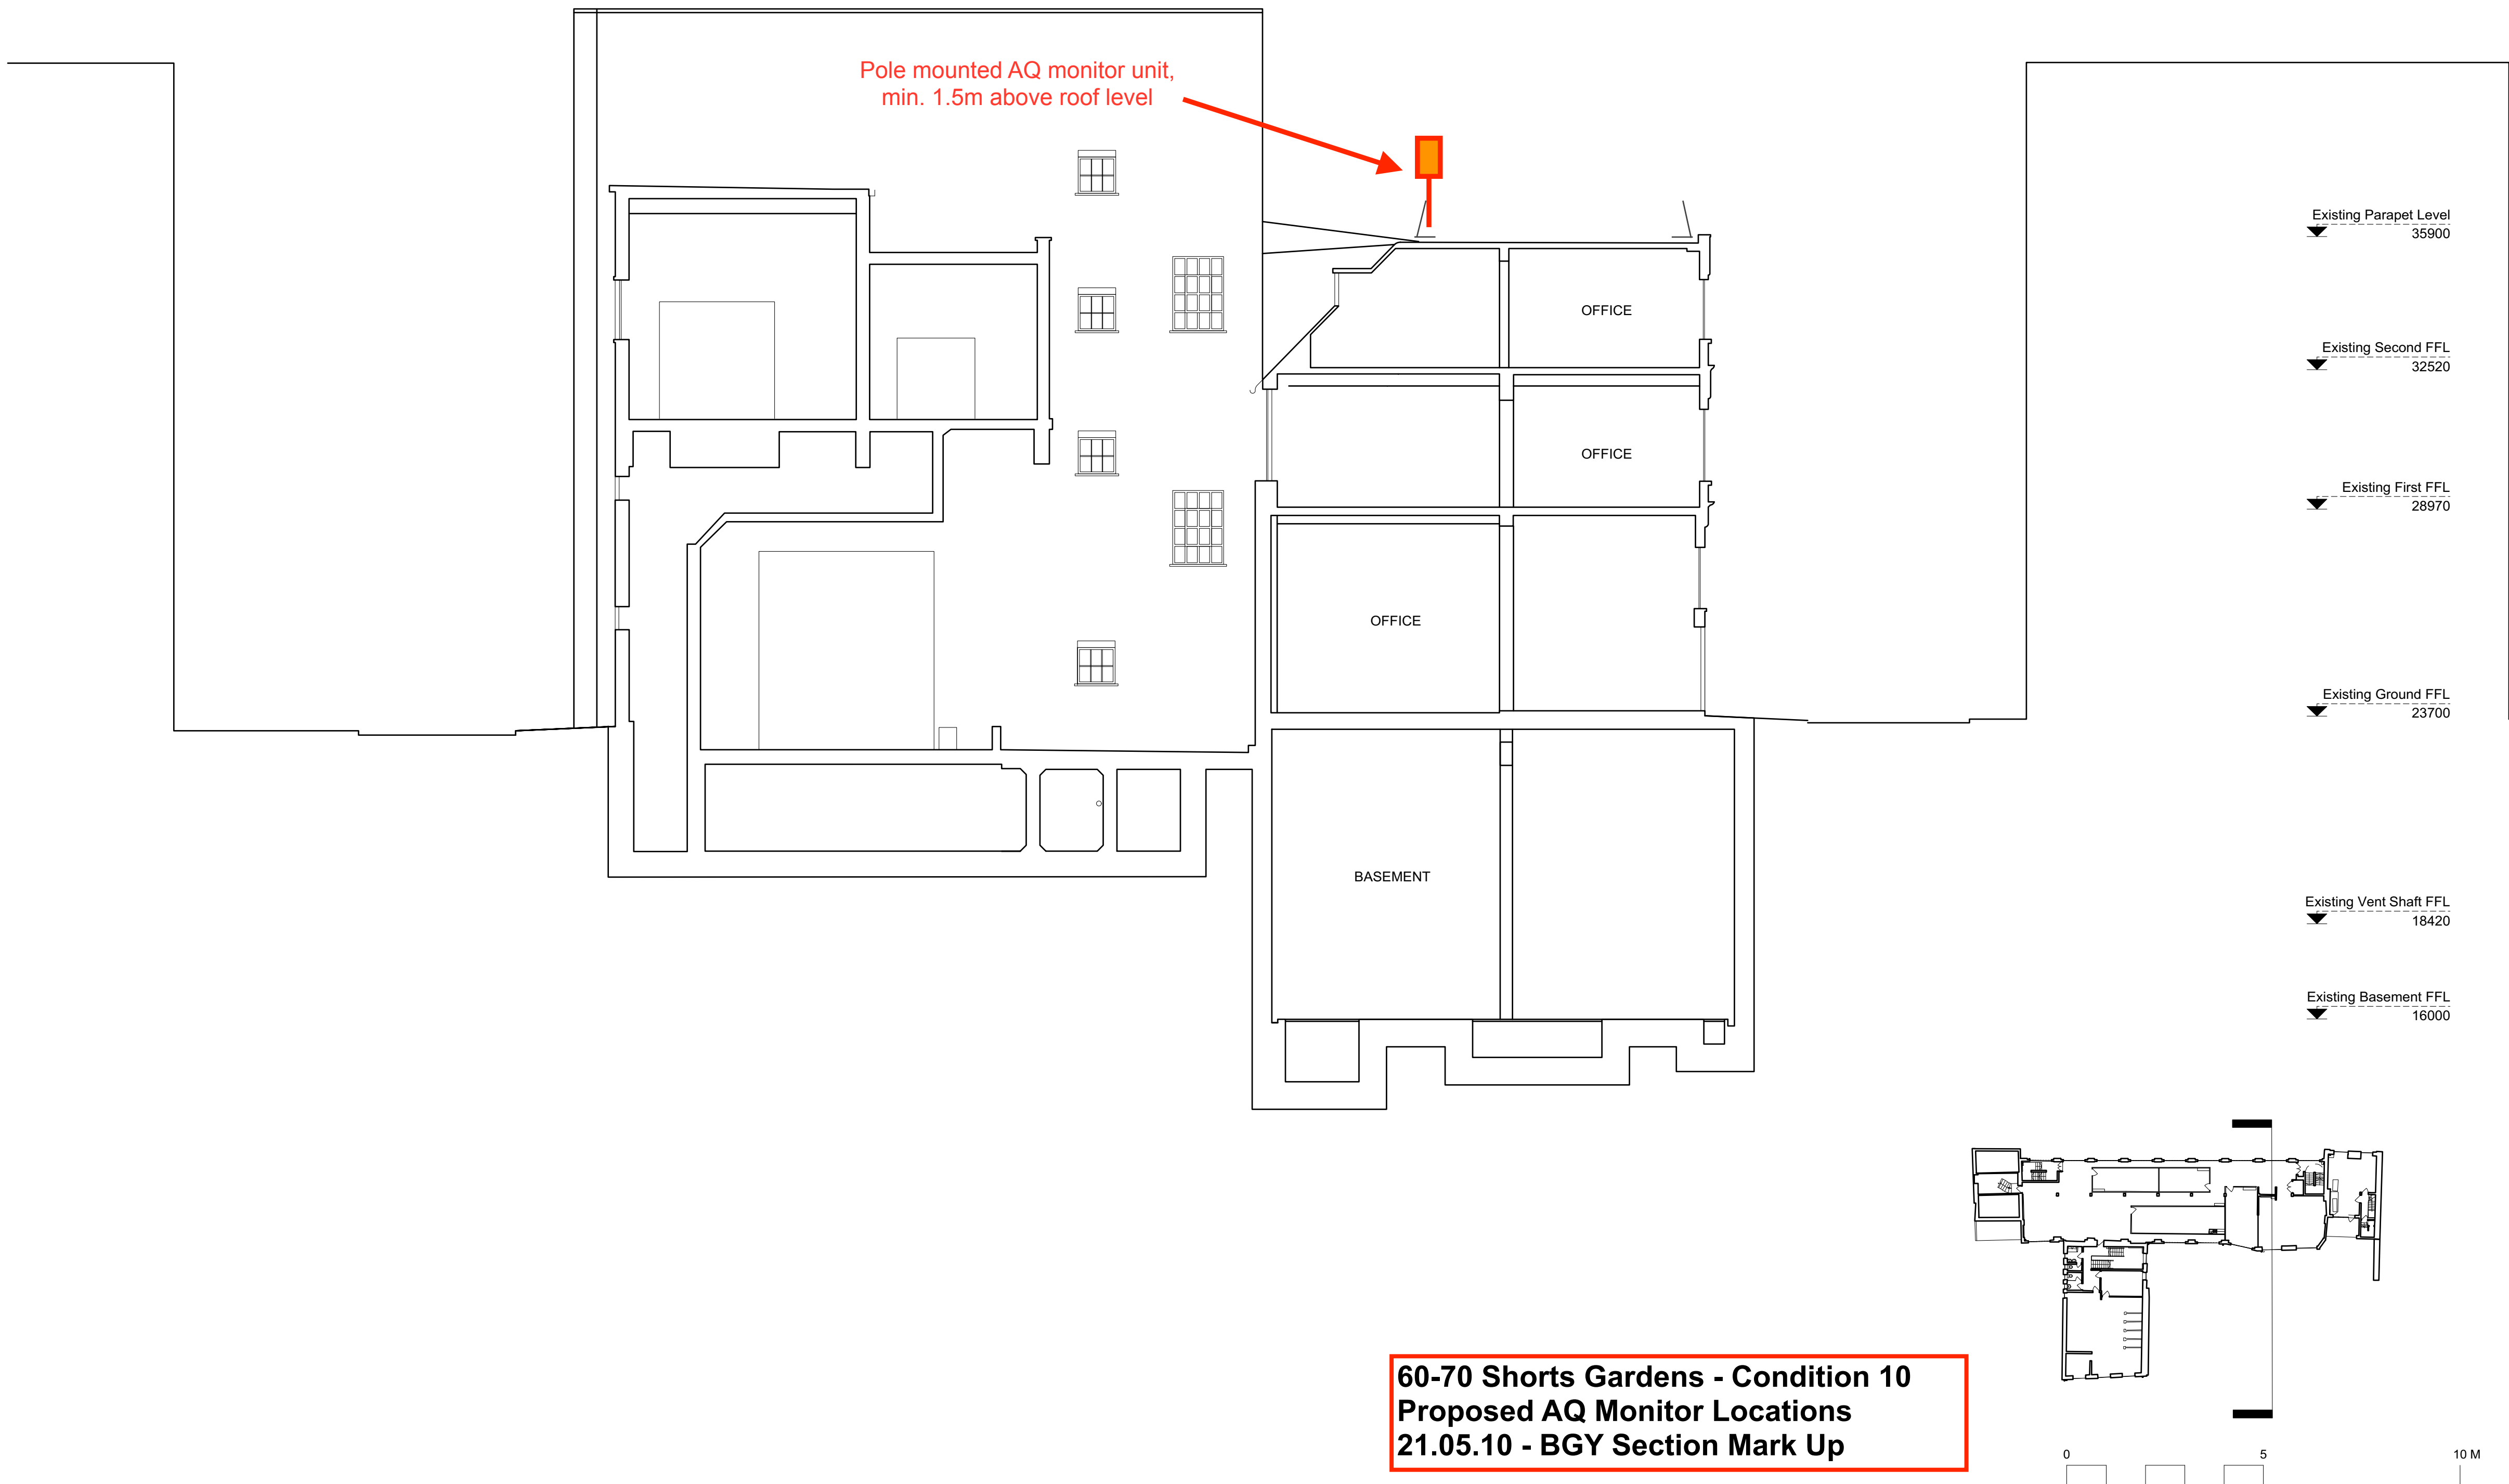 Pole mounted AQ monitor unit,
min. 1.5m above roof level
Existing Parapet Level
35900
OFFICE
Existing Second FFL
32520
OFFICE
Existing First FFL
28970
OFFICE
Existing Ground FFL
23700
BASEMENT
Existing Vent Shaft FFL
18420
Existing Basement FFL
16000
60-70 Shorts Gardens - Condition 10
Proposed AQ Monitor Locations
21.05.10 - BGY Section Mark Up
0 5 10 M